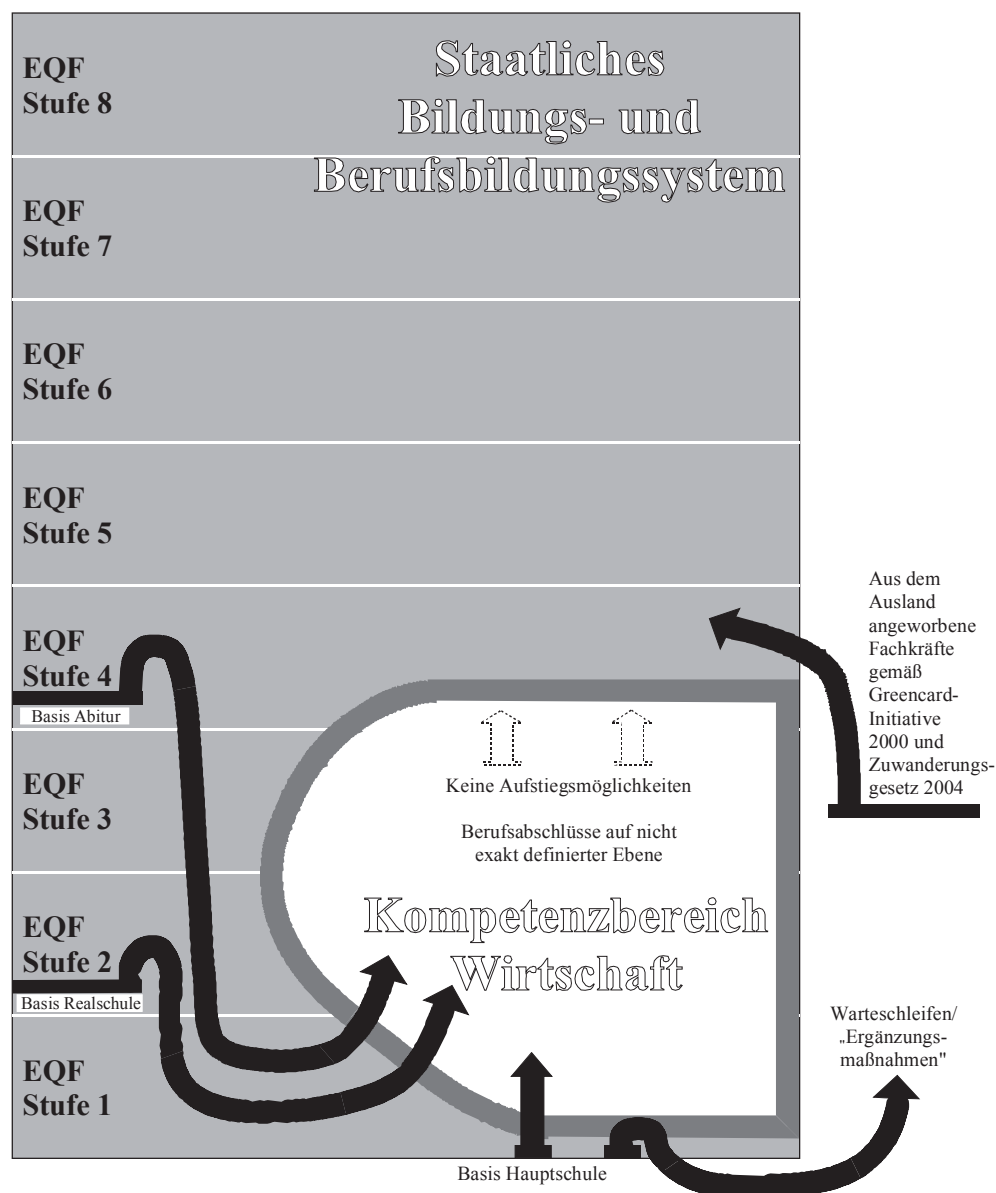 EQF
Stufe 8
Staatliches
Bildungs- und
Berufsbildungssystem
EQF
Stufe 7
EQF
Stufe 6
EQF
Stufe 5
EQF
Stufe 4
Basis Abitur
Aus dem
Ausland
angeworbene
Fachkräfte
gemäß
Greencard-
Initiative
2000 und
Zuwanderungs-
gesetz 2004
EQF
Stufe 3
Keine Aufstiegsmöglichkeiten
Berufsabschlüsse auf nicht
exakt definierter Ebene
Kompetenzbereich
Wirtschaft
EQF
Stufe 2
Basis Realschule
EQF
Stufe 1
Warteschleifen/
„Ergänzungs-
maßnahmen"
Basis Hauptschule